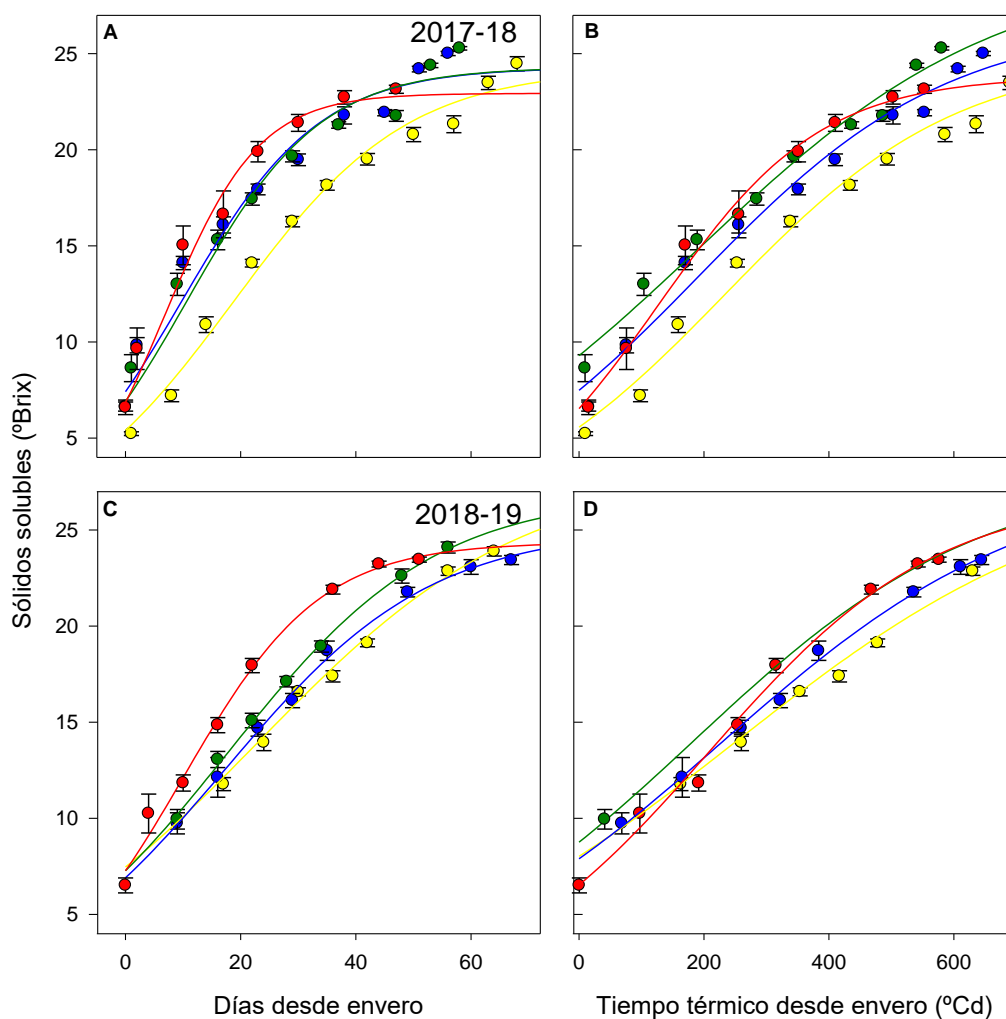 A
2017-18
B
25
20
15
10
5
C
2018-19
D
25
20
15
10
5
Sólidos solubles (ºBrix)
0 20 40 60
0 200 400 600
Días desde envero
Tiempo térmico desde envero (ºCd)